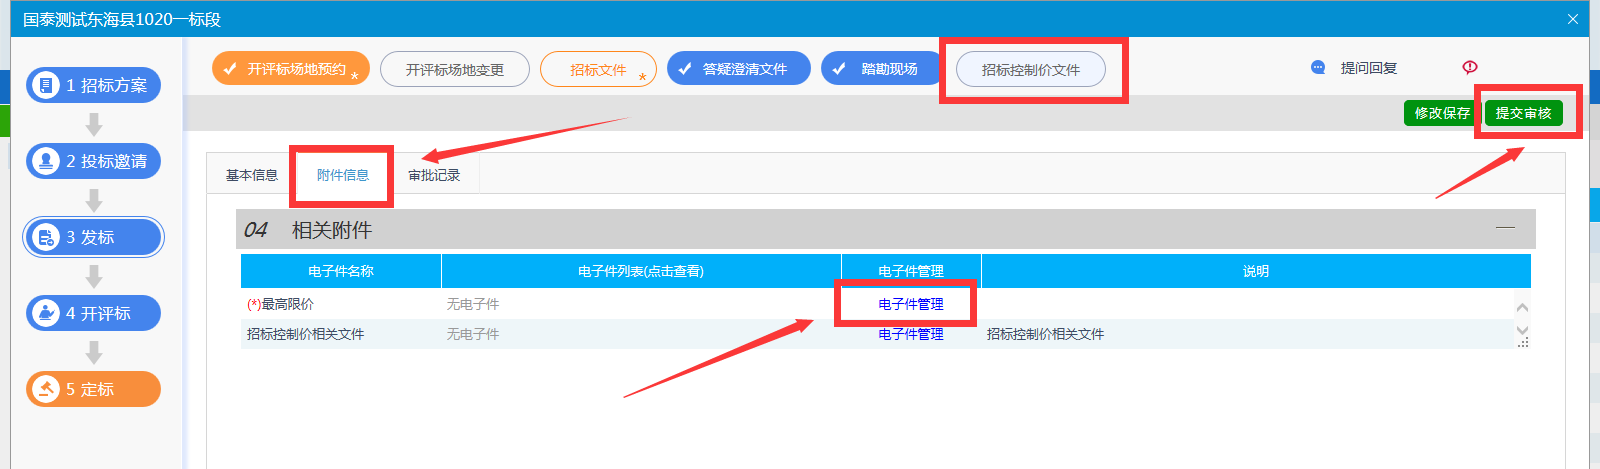 国泰测试东海县1020一标段
开评标场地预约 *
开评标场地变更
招标文件 *
答疑澄清文件
踏勘现场
招标控制价文件
提问回复
修改保存
提交审核
1 招标方案
2 投标邀请
3 发标
4 开评标
5 定标
基本信息
附件信息
审批记录
04 相关附件
电子件名称 电子件列表(点击查看) 电子件管理 说明
(*)最高限价 无电子件 电子件管理
招标控制价相关文件 无电子件 电子件管理 招标控制价相关文件